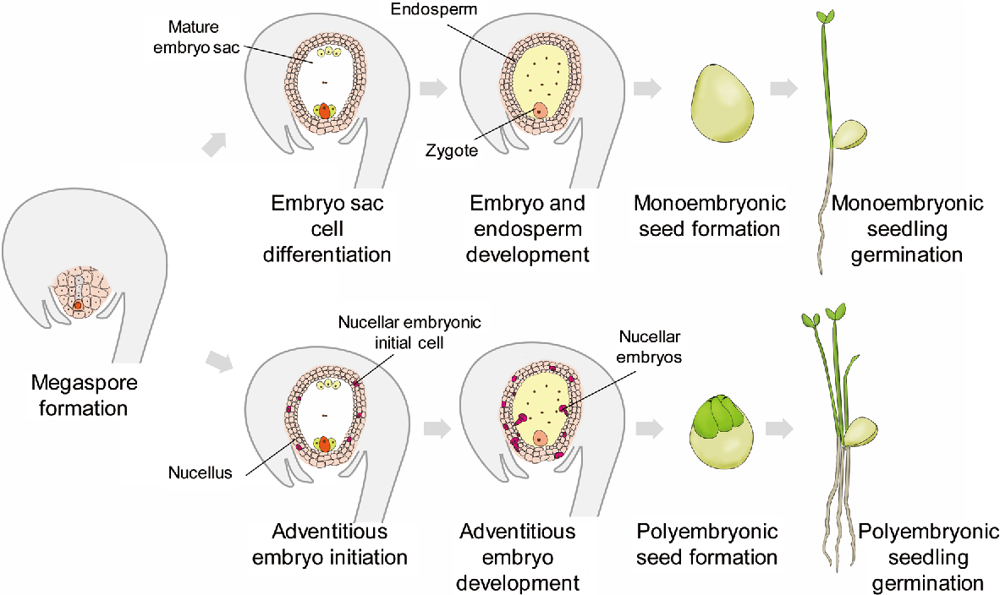 Mature
embryo sac
Endosperm
Zygote
Embryo sac
cell
differentiation
Embryo and
endosperm
development
Monoembryonic
seed formation
Monoembryonic
seedling
germination
Megaspore
formation
Nucellar embryonic
initial cell
Nucellar
embryos
Nucellus
Adventitious
embryo initiation
Adventitious
embryo
development
Polyembryonic
seed formation
Polyembryonic
seedling
germination